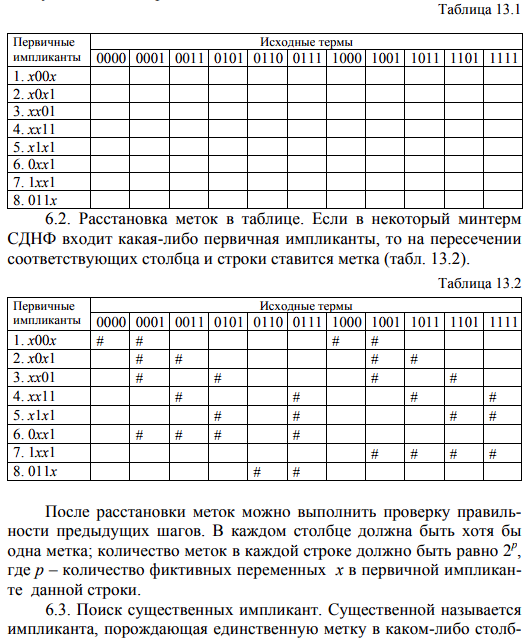 Таблица 13.1
Первичные импликанты Исходные термы
0000 0001 0011 0101 0110 0111 1000 1001 1011 1101 1111
1. x00x
2. x0x1
3. xx01
4. xx11
5. x1x1
6. 0xx1
7. 1xx1
8. 011x
6.2. Расстановка меток в таблице. Если в некоторый минтерм
СДНФ входит какая-либо первичная импликанты, то на пересечении
соответствующих столбца и строки ставится метка (табл. 13.2).
Таблица 13.2
Первичные импликанты Исходные термы
0000 0001 0011 0101 0110 0111 1000 1001 1011 1101 1111
1. x00x # # # #
2. x0x1 # # # #
3. xx01 # # # #
4. xx11 # # # #
5. x1x1 # # # #
6. 0xx1 # # # #
7. 1xx1 # # # #
8. 011x # #
После расстановки меток можно выполнить проверку правиль-
ности предыдущих шагов. В каждом столбце должна быть хотя бы
одна метка; количество меток в каждой строке должно быть равно 2^p,
где p – количество фиктивных переменных x в первичной импликан-
те данной строки.
6.3. Поиск существенных импликант. Существенной называется
импликанта, порождающая единственную метку в каком-либо столб-